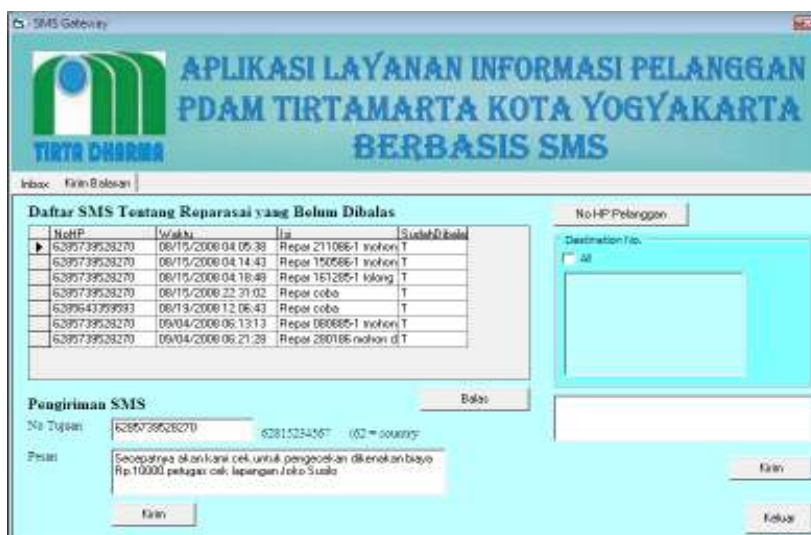 SMS Gateway
APLIKASI LAYANAN INFORMASI PELANGGAN
PDAM TIRTAMARTA KOTA YOGYAKARTA
BERBASIS SMS
TIRTA DHARMA
Inbox Kirim Balasan
Daftar SMS Tentang Reparasai yang Belum Dibalas
No HP Pelanggan
NoHP Waktu Isi SudahDibalas
6285739528270 08/15/2008 04:05:38 Repar 211086-1 mohon T
6285739528270 08/15/2008 04:14:43 Repar 150586-1 mohon T
6285739528270 08/15/2008 04:18:48 Repar 161285-1 tolong T
6285739528270 08/15/2008 22:31:02 Repar coba T
6285643359593 08/19/2008 12:06:43 Repar coba T
6285739528270 09/04/2008 06:13:13 Repar 080885-1 mohon T
6285739528270 09/04/2008 06:21:28 Repar 280186 mohon d T
Destination No.
All
Balas
Pengiriman SMS
No Tujuan 6285739528270 62815234567 (62 = country
Pesan Secepatnya akan kami cek untuk pengecekan dikenakan biaya
Rp.10000 petugas cek lapangan Joko Susilo
Kirim
Kirim
Keluar